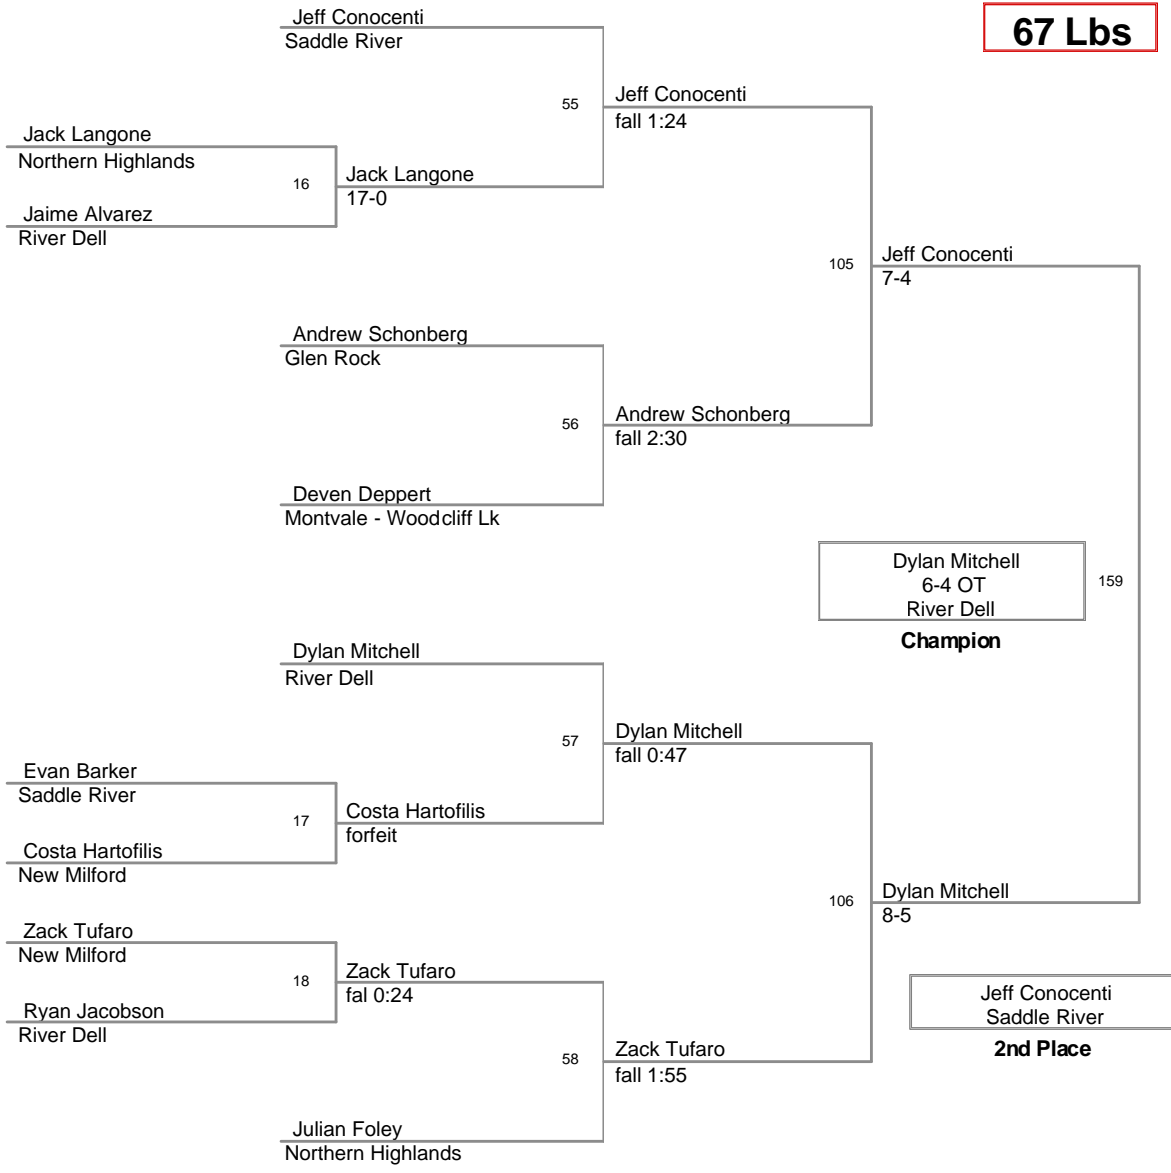 Jeff Conocenti
Saddle River
67 Lbs
55
Jeff Conocenti
fall 1:24
Jack Langone
Northern Highlands
16
Jack Langone
17-0
Jaime Alvarez
River Dell
105
Jeff Conocenti
7-4
Andrew Schonberg
Glen Rock
56
Andrew Schonberg
fall 2:30
Deven Deppert
Montvale - Woodcliff Lk
Dylan Mitchell
6-4 OT
River Dell
159
Champion
Dylan Mitchell
River Dell
57
Dylan Mitchell
fall 0:47
Evan Barker
Saddle River
17
Costa Hartofilis
forfeit
Costa Hartofilis
New Milford
106
Dylan Mitchell
8-5
Zack Tufaro
New Milford
18
Zack Tufaro
fal 0:24
Ryan Jacobson
River Dell
Jeff Conocenti
Saddle River
2nd Place
58
Zack Tufaro
fall 1:55
Julian Foley
Northern Highlands